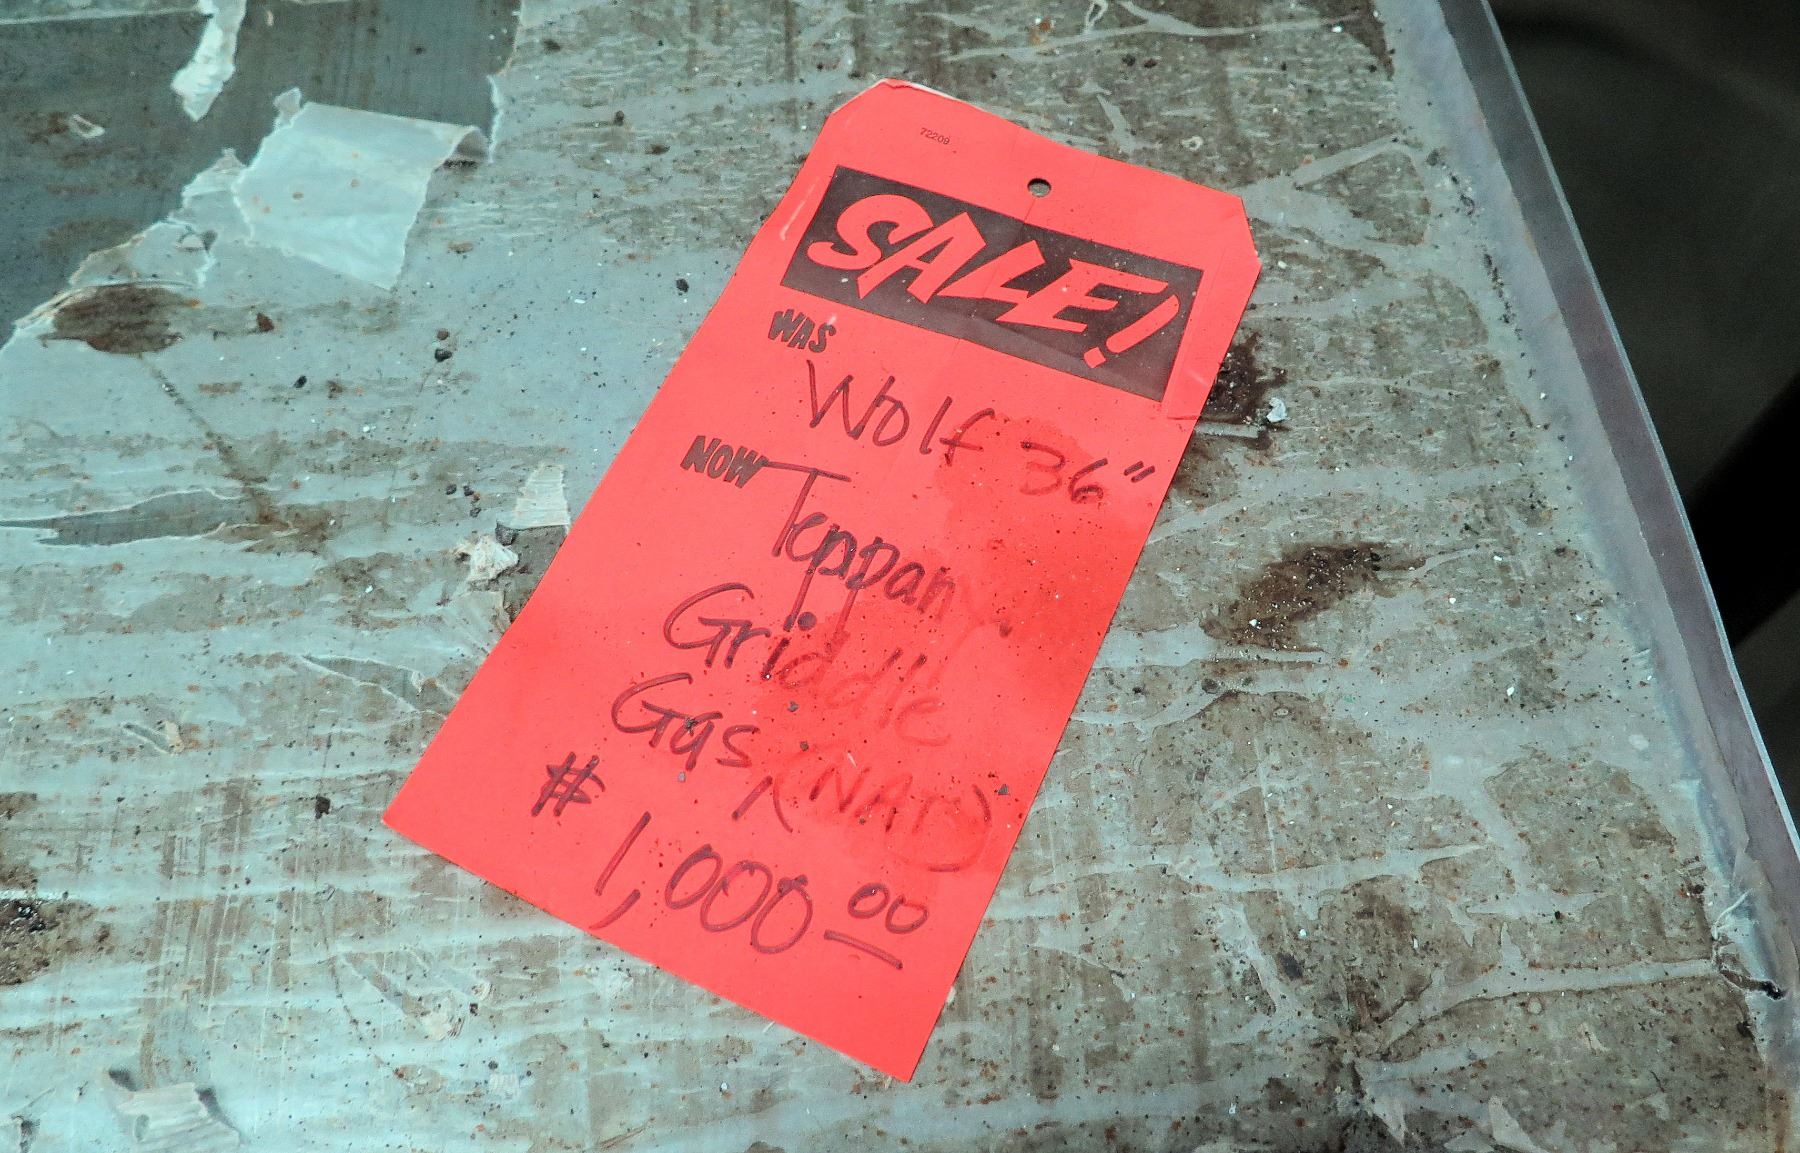 72209
SALE!
WAS
Wolf 36"
NOW Teppan
Griddle
Gas, (NAT)
# 1,000 00